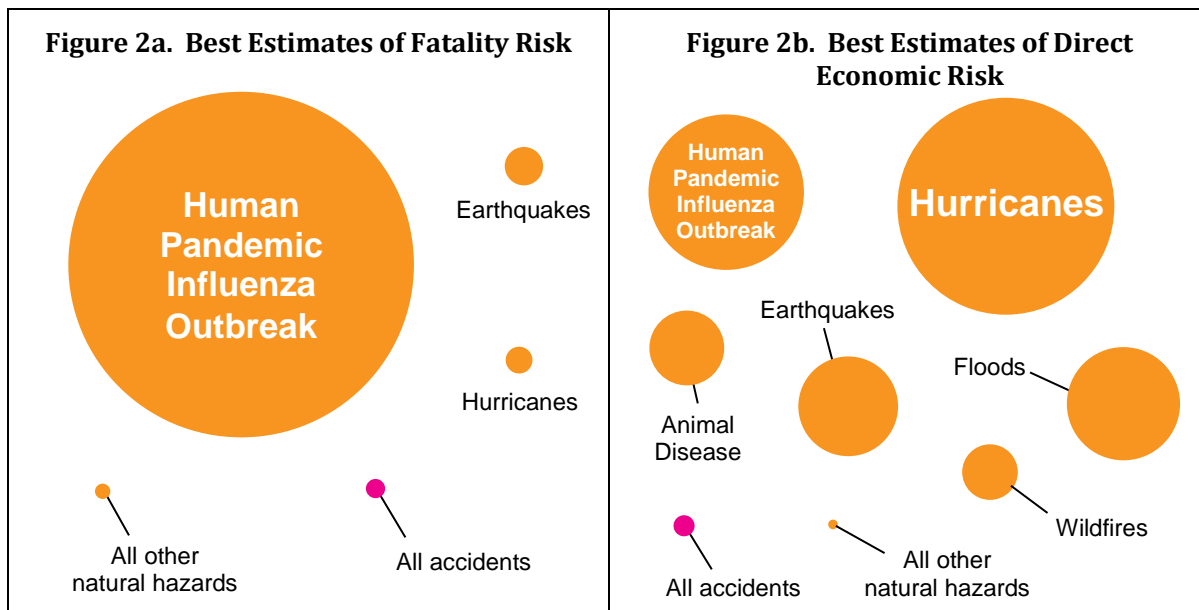 Figure 2a. Best Estimates of Fatality Risk
Human
Pandemic
Influenza
Outbreak
Earthquakes
Hurricanes
All other
natural hazards
All accidents
Figure 2b. Best Estimates of Direct
Economic Risk
Human
Pandemic
Influenza
Outbreak
Hurricanes
Earthquakes
Floods
Animal
Disease
Wildfires
All accidents
All other
natural hazards